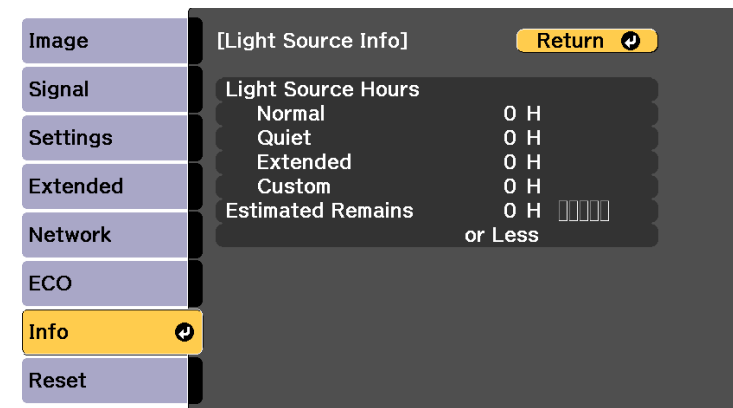 Image
Signal
Settings
Extended
Network
ECO
Info
Reset
[Light Source Info]
Return
Light Source Hours
Normal 0 H
Quiet 0 H
Extended 0 H
Custom 0 H
Estimated Remains 0 H
or Less